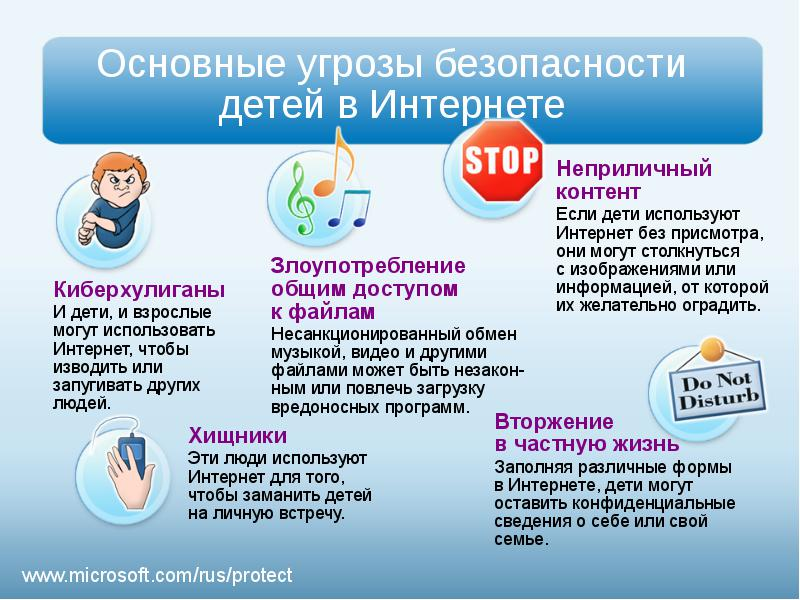 Основные угрозы безопасности
детей в Интернете
Киберхулиганы
И дети, и взрослые
могут использовать
Интернет, чтобы
изводить или
запугивать других
людей.
Злоупотребление
общим доступом
к файлам
Несанкционированный обмен
музыкой, видео и другими
файлами может быть незакон-
ным или повлечь загрузку
вредоносных программ.
STOP
Неприличный
контент
Если дети используют
Интернет без присмотра,
они могут столкнуться
с изображениями или
информацией, от которой
их желательно оградить.
Хищники
Эти люди используют
Интернет для того,
чтобы заманить детей
на личную встречу.
Do Not
Disturb
Вторжение
в частную жизнь
Заполняя различные формы
в Интернете, дети могут
оставить конфиденциальные
сведения о себе или свой
семье.
www.microsoft.com/rus/protect